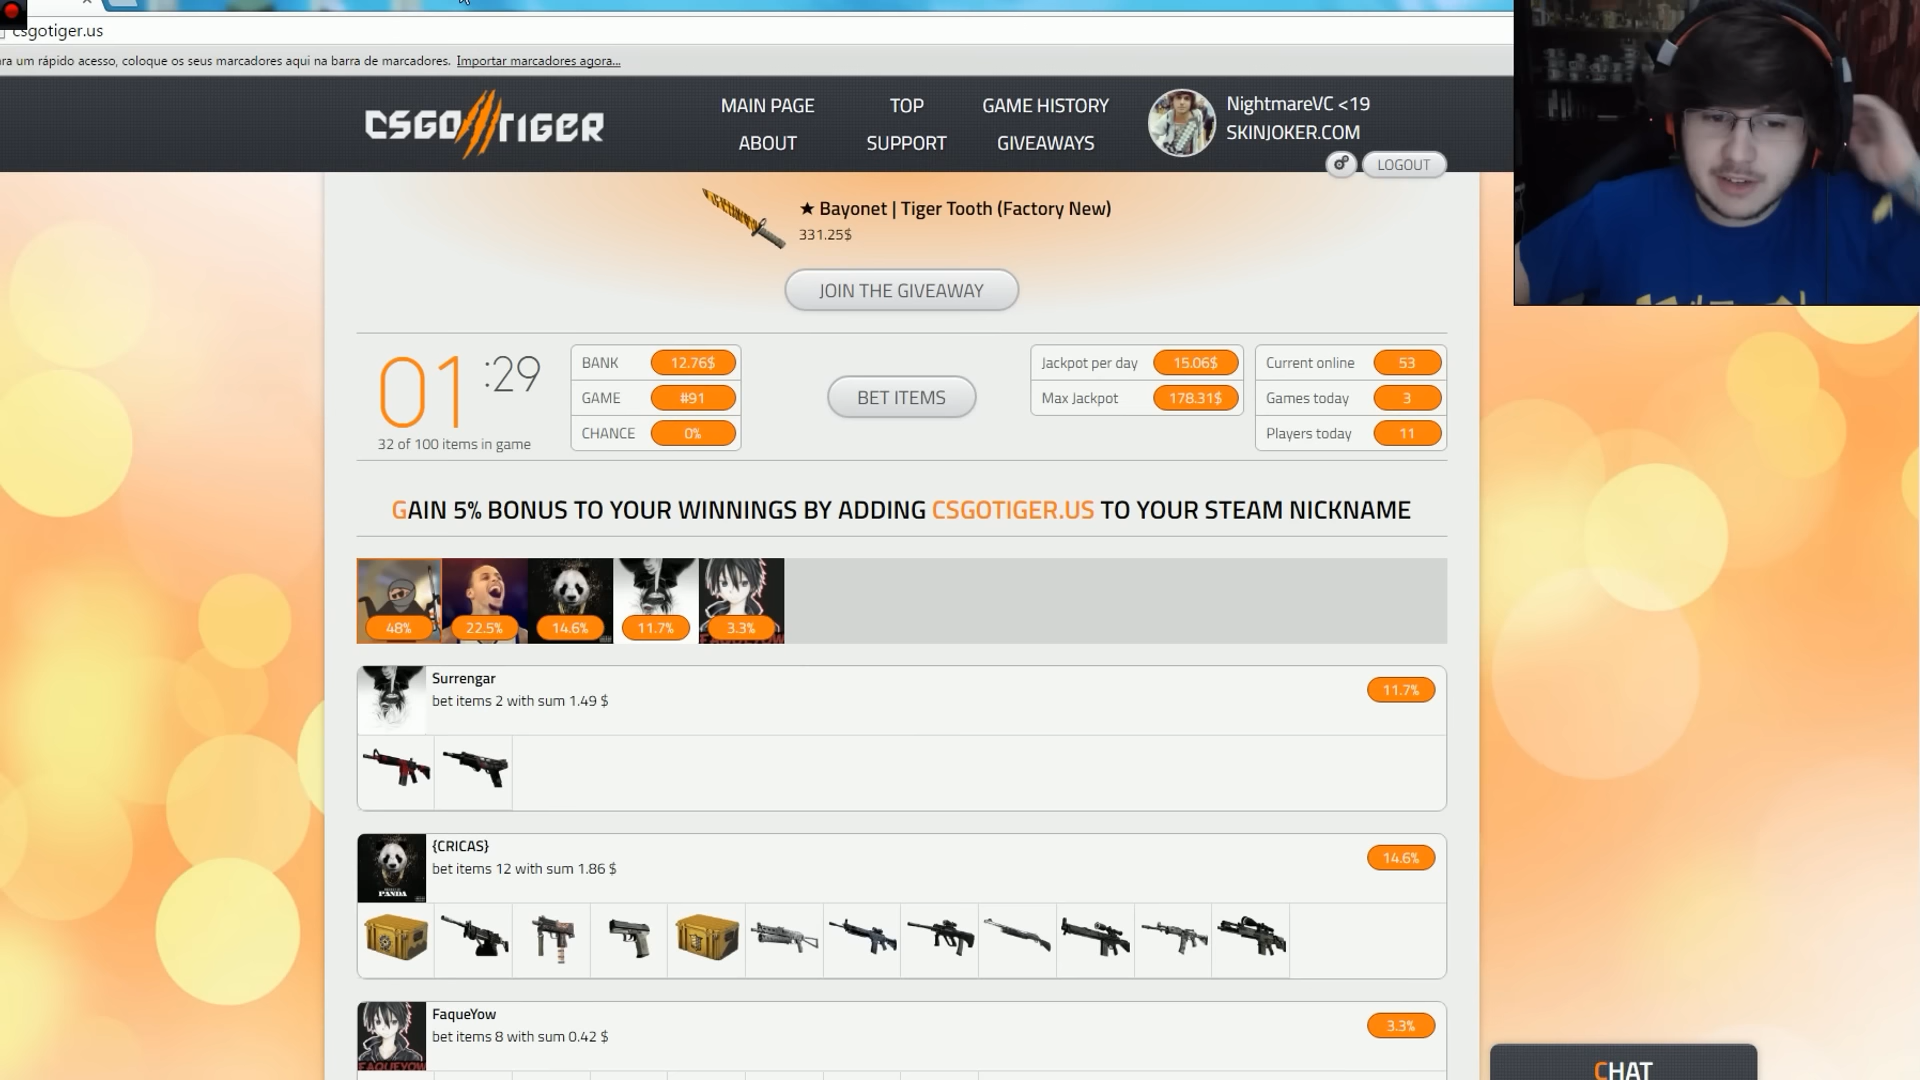 csgotiger.us
ra um rápido acesso, coloque os seus marcadores aqui na barra de marcadores. Importar marcadores agora...
CSGO TIGER
MAIN PAGE
TOP
GAME HISTORY
ABOUT
SUPPORT
GIVEAWAYS
NightmareVC <19
SKINJOKER.COM
LOGOUT
★ Bayonet | Tiger Tooth (Factory New)
331.25$
JOIN THE GIVEAWAY
01 :29
32 of 100 items in game
BANK 12.76$
GAME #91
CHANCE 0%
BET ITEMS
Jackpot per day 15.06$
Max Jackpot 178.31$
Current online 53
Games today 3
Players today 11
GAIN 5% BONUS TO YOUR WINNINGS BY ADDING CSGOTIGER.US TO YOUR STEAM NICKNAME
48% 22.5% 14.6% 11.7% 3.3%
Surrengar
bet items 2 with sum 1.49 $
11.7%
{CRICAS}
bet items 12 with sum 1.86 $
14.6%
PANDA
FaqueYow
bet items 8 with sum 0.42 $
3.3%
FAQUEYOW
CHAT